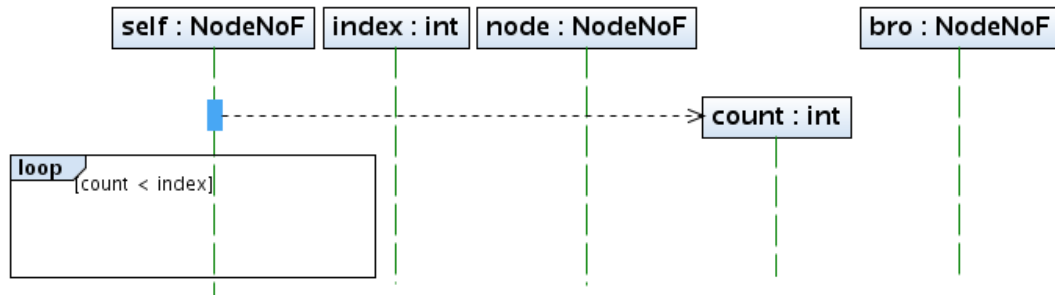 self : NodeNoF
index : int
node : NodeNoF
bro : NodeNoF
count : int
loop
[count < index]